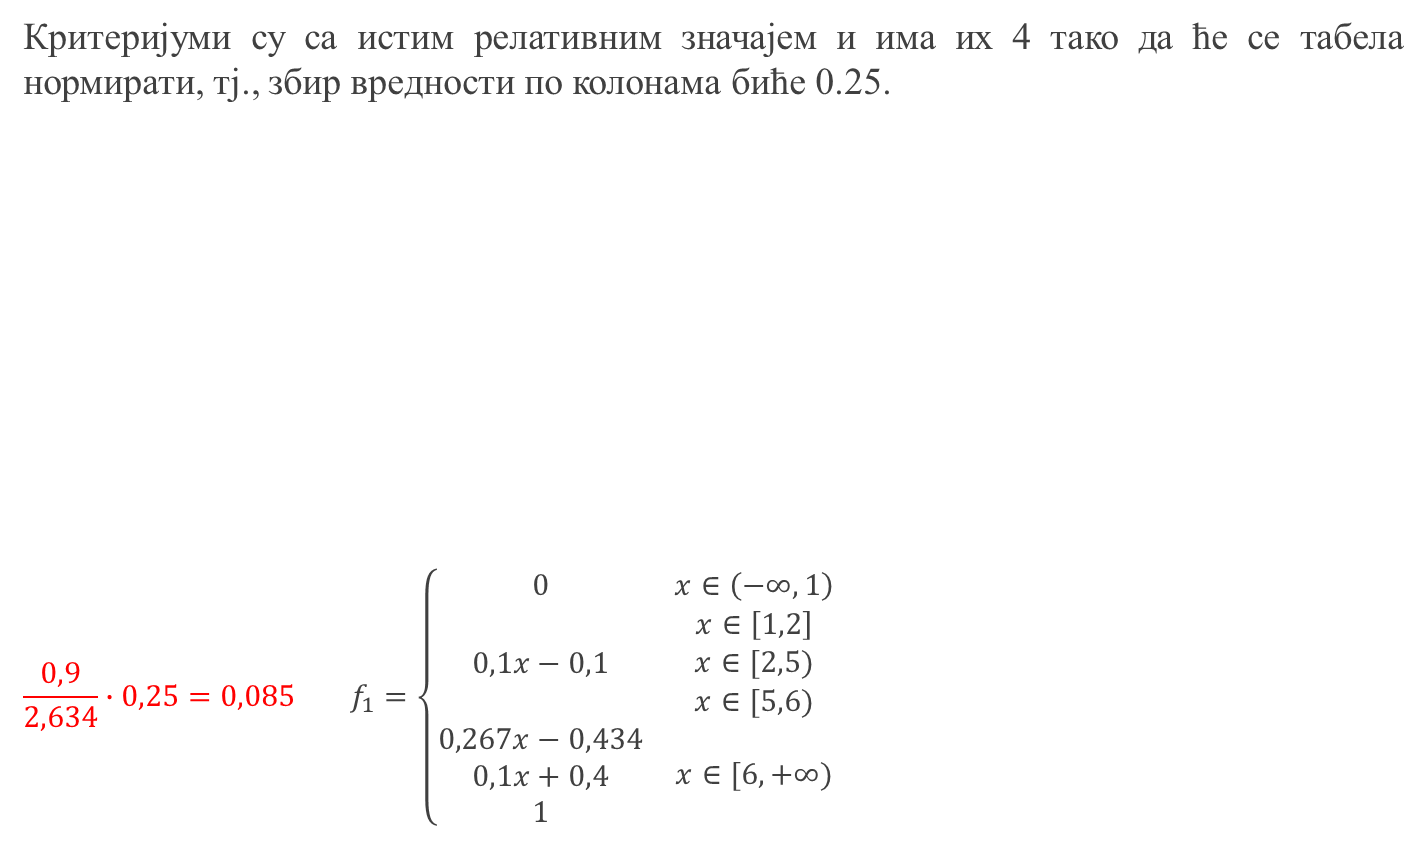 Критеријуми су са истим релативним значајем и има их 4 тако да ће се табела
нормирати, тј., збир вредности по колонама биће 0.25.
0,9/2,634 · 0,25 = 0,085
f₁ = {
0 x ∈ (−∞, 1)
x ∈ [1,2]
0,1x − 0,1 x ∈ [2,5)
x ∈ [5,6)
0,267x − 0,434
0,1x + 0,4 x ∈ [6, +∞)
1